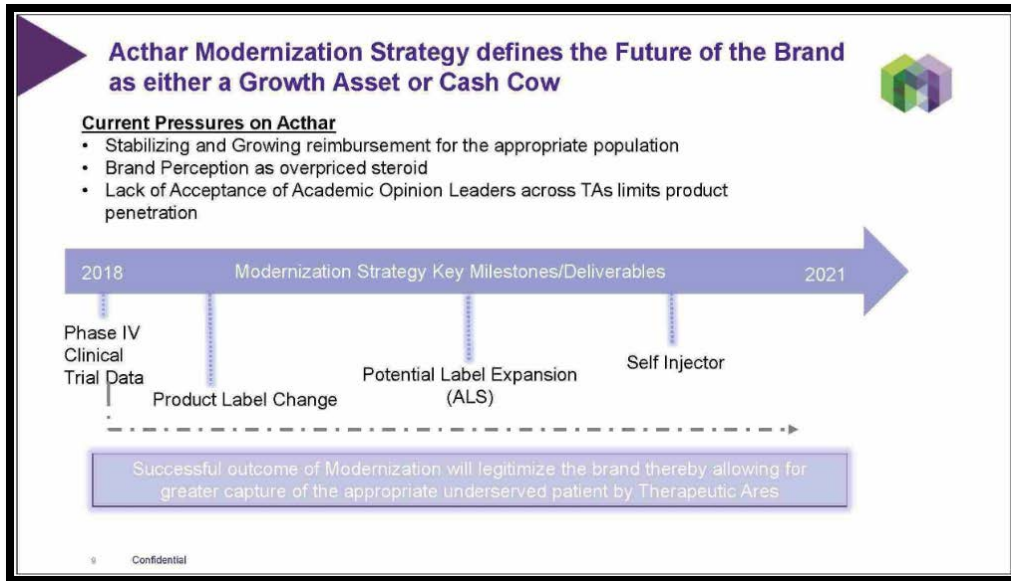 Acthar Modernization Strategy defines the Future of the Brand
as either a Growth Asset or Cash Cow
Current Pressures on Acthar
• Stabilizing and Growing reimbursement for the appropriate population
• Brand Perception as overpriced steroid
• Lack of Acceptance of Academic Opinion Leaders across TAs limits product
penetration
2018 Modernization Strategy Key Milestones/Deliverables 2021
Phase IV
Clinical
Trial Data
Product Label Change
Potential Label Expansion
(ALS)
Self Injector
Successful outcome of Modernization will legitimize the brand thereby allowing for
greater capture of the appropriate underserved patient by Therapeutic Ares
9 Confidential